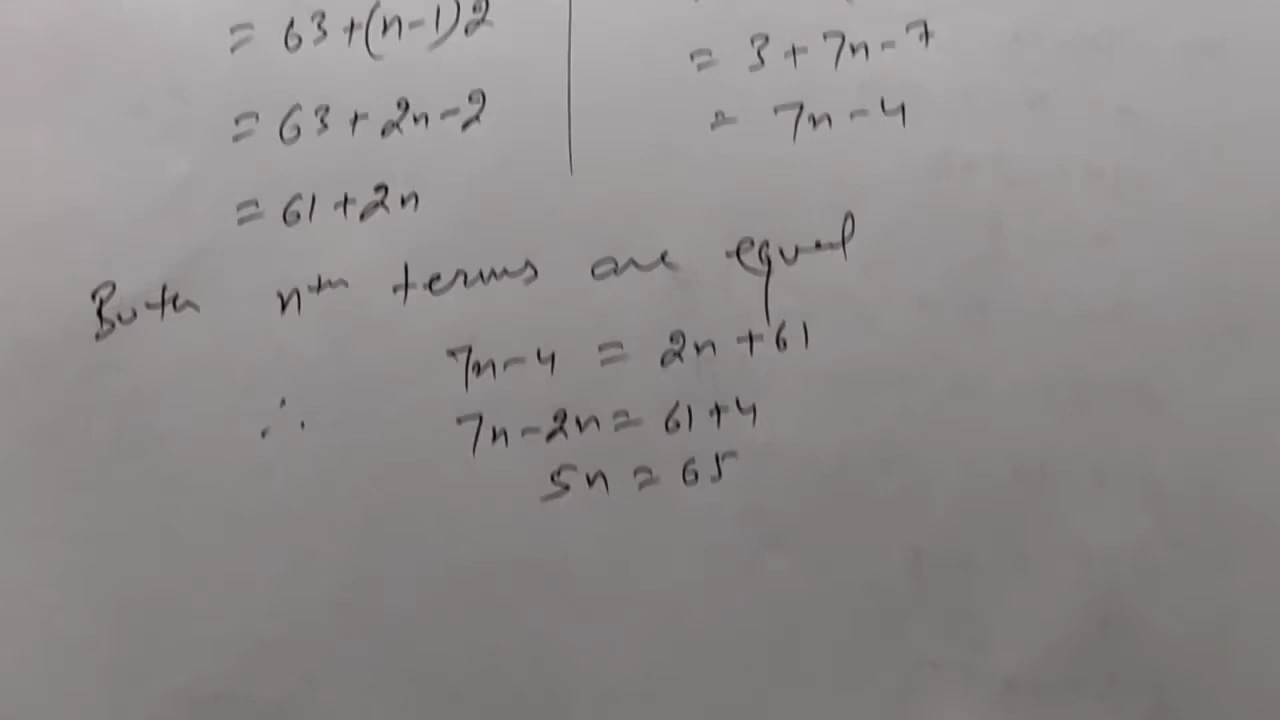 = 63 + (n-1)2
= 63 + 2n - 2
= 61 + 2n
= 3 + 7n - 7
= 7n - 4
Both nth terms are equal
7n - 4 = 2n + 61
∴ 7n - 2n = 61 + 4
5n = 65